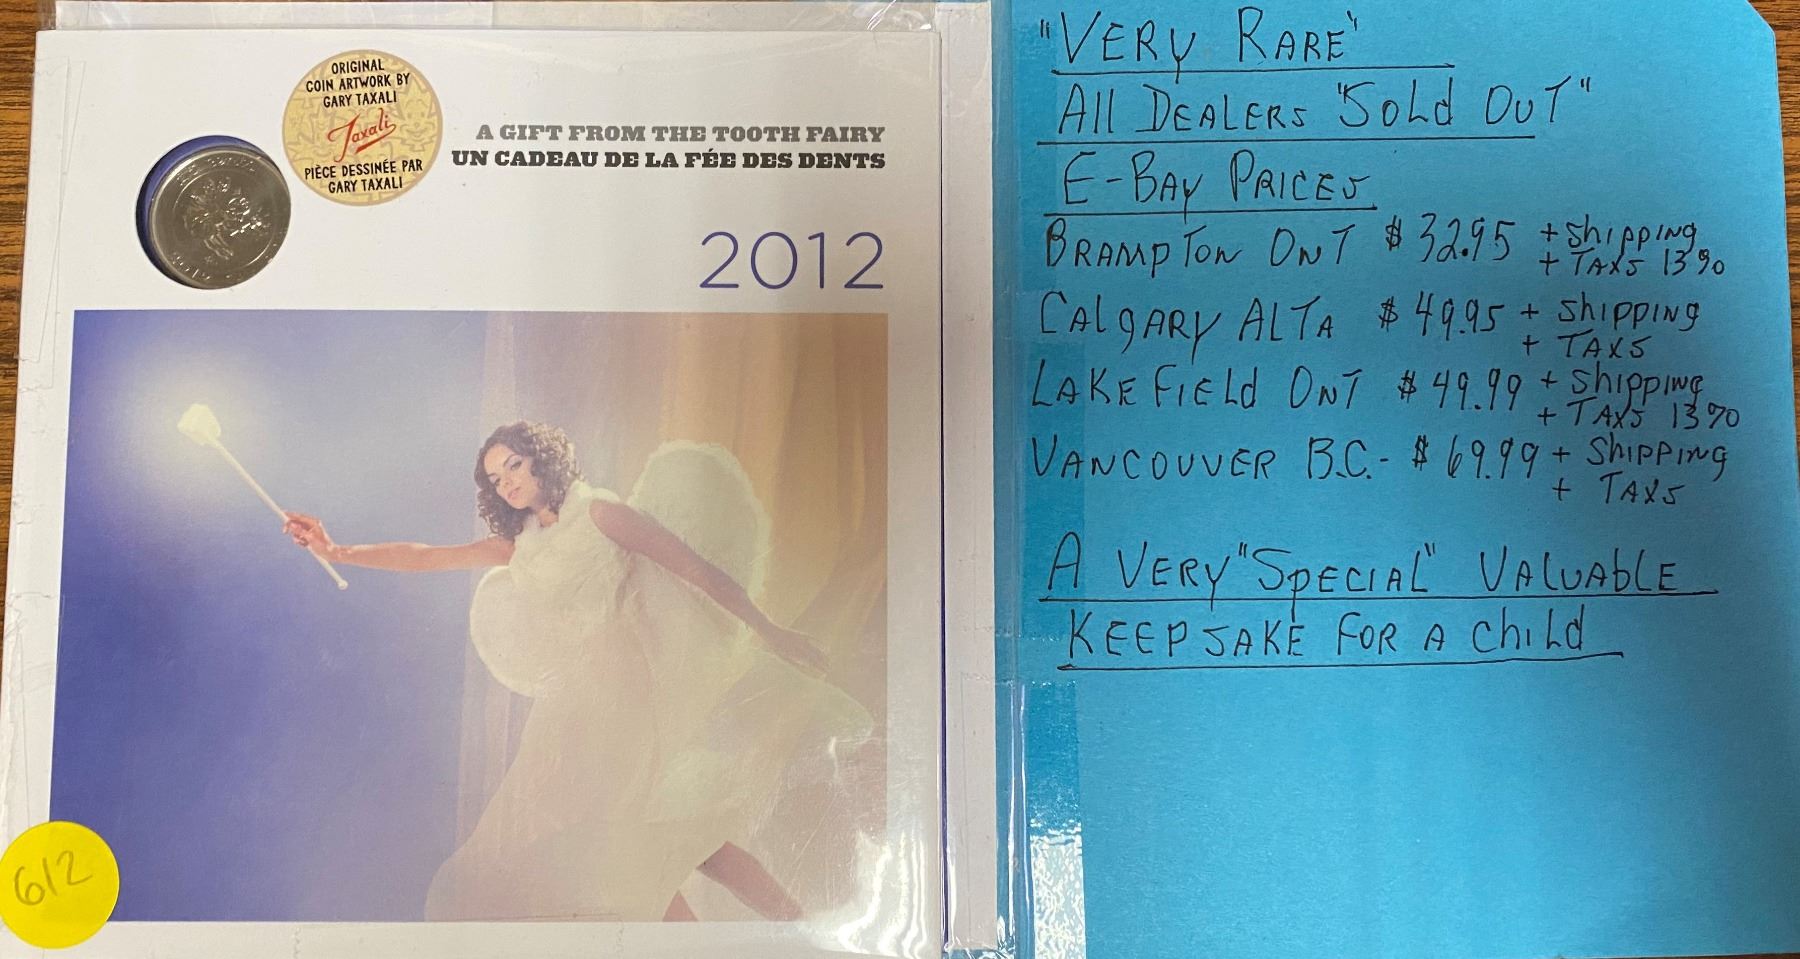 ORIGINAL
COIN ARTWORK BY
GARY TAXALI
Taxali
PIÈCE DESSINÉE PAR
GARY TAXALI
A GIFT FROM THE TOOTH FAIRY
UN CADEAU DE LA FÉE DES DENTS
2012
612
"VERY RARE"
All DEALERS "SOLd OUT"
E-BAY PRICES
BRAMPTON ONT $32.95 + Shipping
+ TAXS 13%
CALgARY ALTA $49.95 + Shipping
+ TAXS
LAKEFIELd ONT $49.99 + Shipping
+ TAXS 13%
VANCOUVER B.C.- $69.99 + SHIPPINg
+ TAXS
A VERY "SpECIAL" VALUAbLE
KEEPSAKE FOR A ChiLd